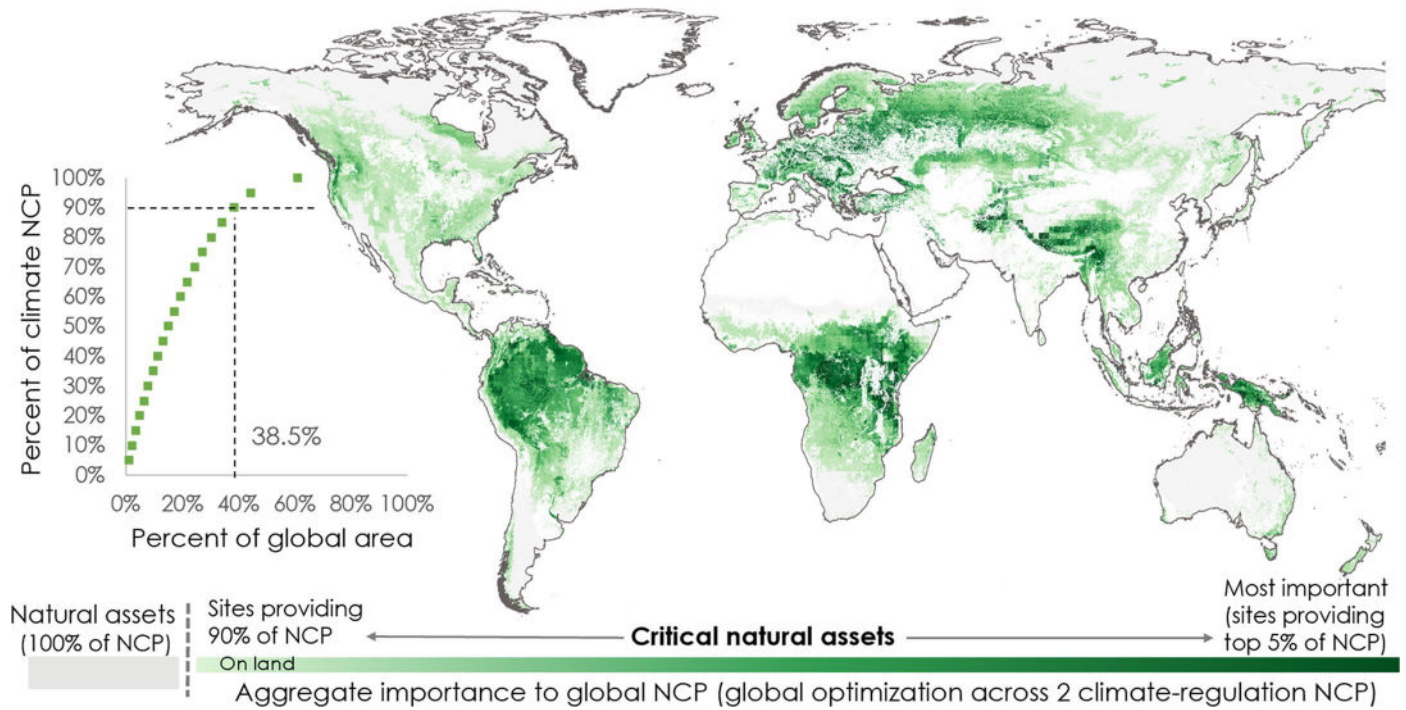 Percent of climate NCP
100%
90%
80%
70%
60%
50%
40%
30%
20%
10%
0%
38.5%
0% 20% 40% 60% 80% 100%
Percent of global area
Natural assets
(100% of NCP)
Sites providing
90% of NCP
Critical natural assets
Most important
(sites providing
top 5% of NCP)
On land
Aggregate importance to global NCP (global optimization across 2 climate-regulation NCP)